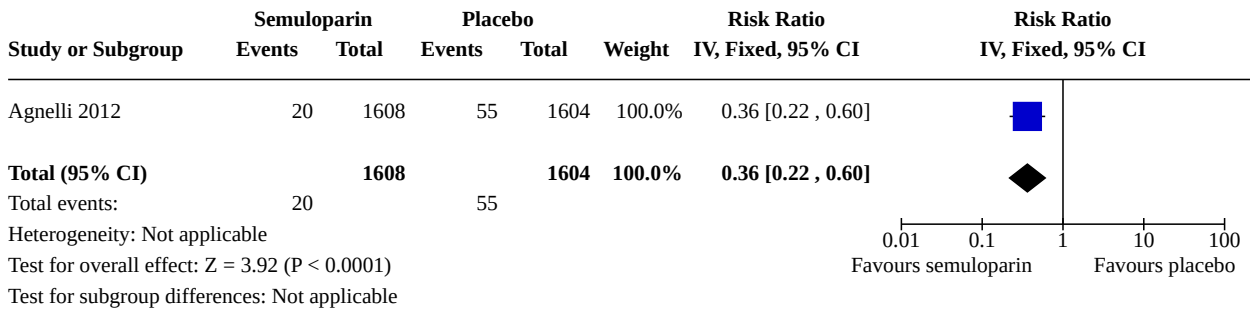 Semuloparin Placebo Risk Ratio Risk Ratio
Study or Subgroup Events Total Events Total Weight IV, Fixed, 95% CI IV, Fixed, 95% CI
Agnelli 2012 20 1608 55 1604 100.0% 0.36 [0.22 , 0.60]
Total (95% CI) 1608 1604 100.0% 0.36 [0.22 , 0.60]
Total events: 20 55
Heterogeneity: Not applicable
0.01 0.1 1 10 100
Test for overall effect: Z = 3.92 (P < 0.0001) Favours semuloparin Favours placebo
Test for subgroup differences: Not applicable